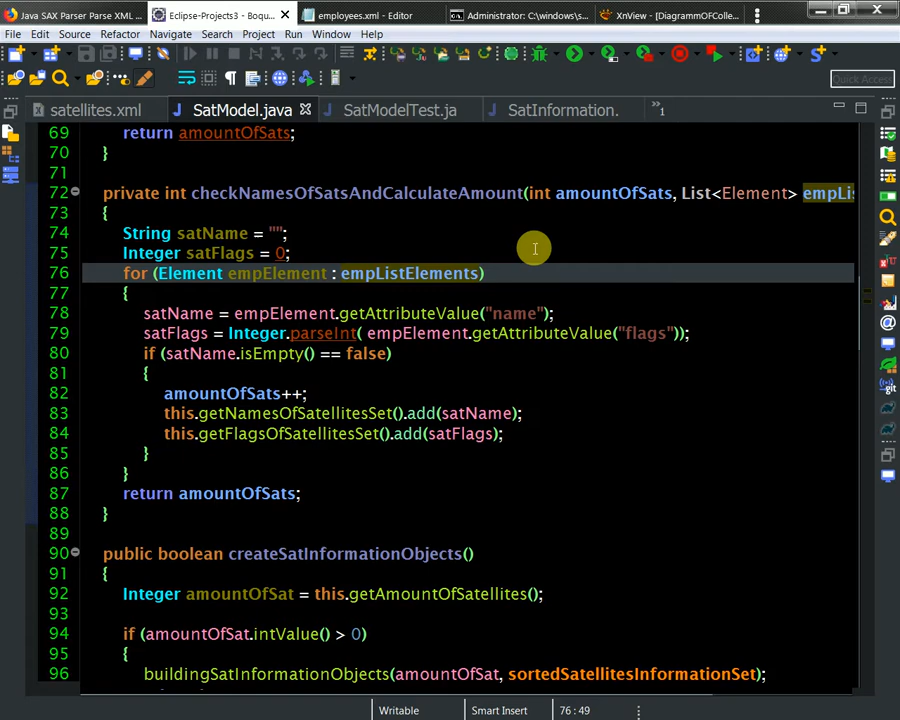 Java SAX Parser Parse XML ...
Eclipse-Projects3 - Boqu...
employees.xml - Editor
Administrator: C:\windows\s...
XnView - [DiagrammOFColle...
File Edit Source Refactor Navigate Search Project Run Window Help
Quick Access
satellites.xml
SatModel.java
SatModelTest.ja
SatInformation.
»1
69 return amountOfSats;
70 }
71
72 private int checkNamesOfSatsAndCalculateAmount(int amountOfSats, List<Element> empLis
73 {
74 String satName = "";
75 Integer satFlags = 0;
76 for (Element empElement : empListElements)
77 {
78 satName = empElement.getAttributeValue("name");
79 satFlags = Integer.parseInt( empElement.getAttributeValue("flags"));
80 if (satName.isEmpty() == false)
81 {
82 amountOfSats++;
83 this.getNamesOfSatellitesSet().add(satName);
84 this.getFlagsOfSatellitesSet().add(satFlags);
85 }
86 }
87 return amountOfSats;
88 }
89
90 public boolean createSatInformationObjects()
91 {
92 Integer amountOfSat = this.getAmountOfSatellites();
93
94 if (amountOfSat.intValue() > 0)
95 {
96 buildingSatInformationObjects(amountOfSat, sortedSatellitesInformationSet);
Writable Smart Insert 76 : 49